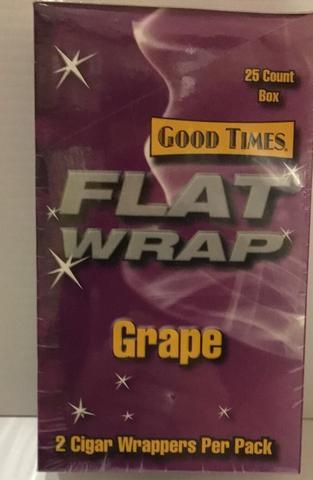 25 Count
Box
GOOD TIMES®
FLAT
WRAP
Grape
2 Cigar Wrappers Per Pack